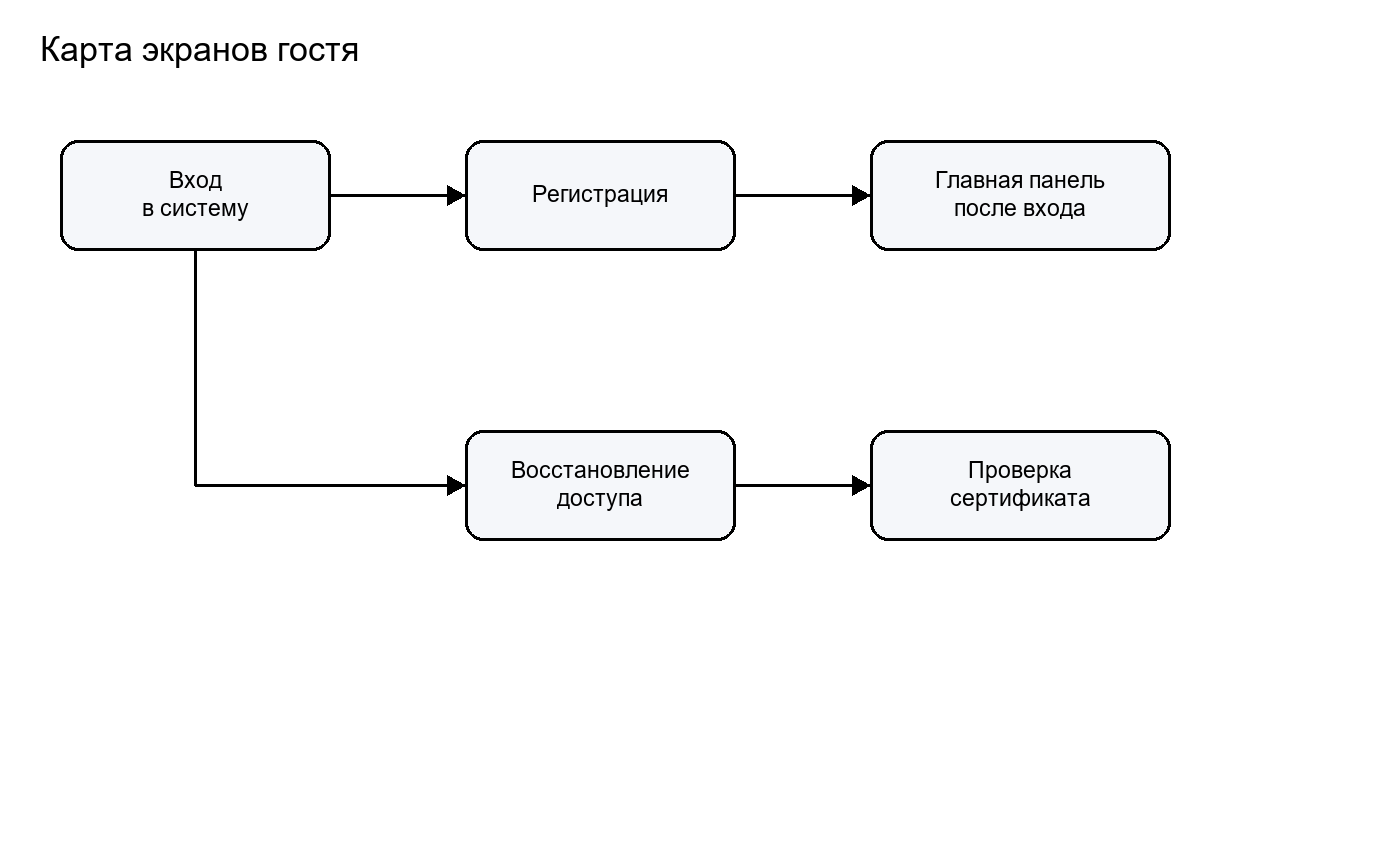 Карта экранов гостя
Вход
в систему
Регистрация
Главная панель
после входа
Восстановление
доступа
Проверка
сертификата